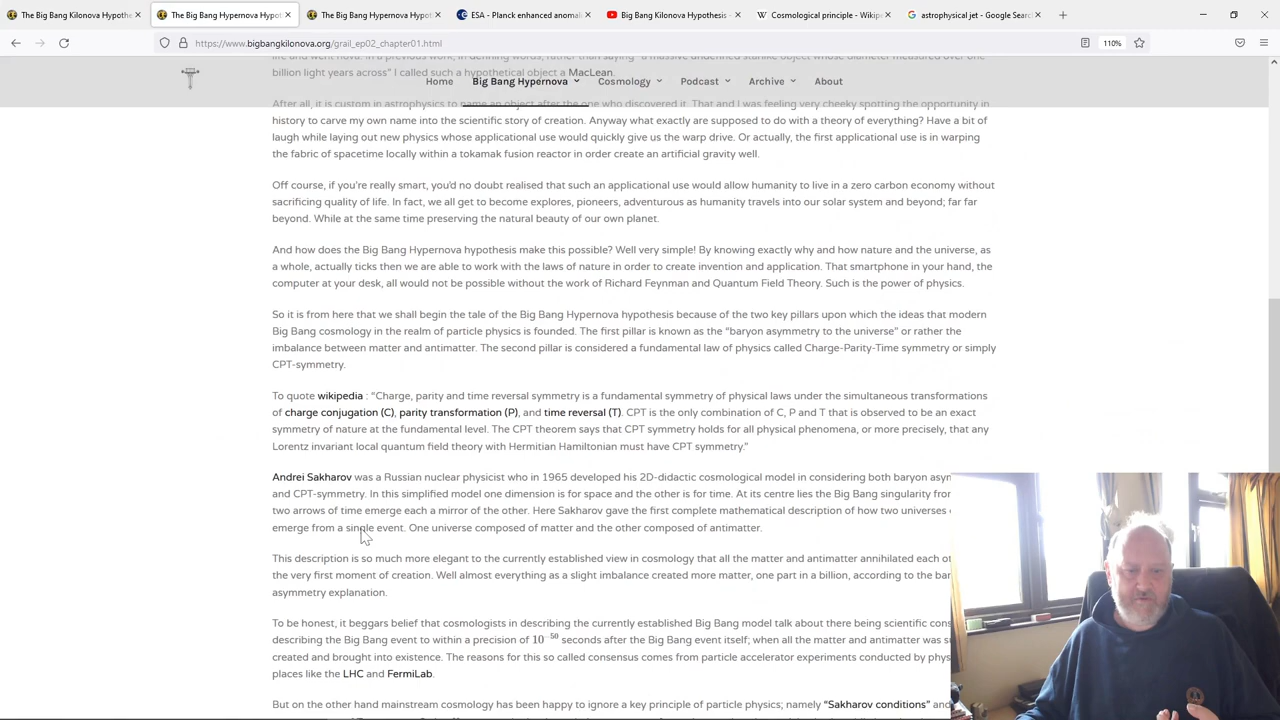 The Big Bang Kilonova Hypothe
The Big Bang Hypernova Hypot
The Big Bang Hypernova Hypoth
ESA - Planck enhanced anomali
Big Bang Kilonova Hypothesis -
Cosmological principle - Wikipe
astrophysical jet - Google Searc
https://www.bigbangkilonova.org/grail_ep02_chapter01.html
110%
life and went nova. In a previous work, in defining words, rather than saying "a massive undefined starlike object whose diameter measured over one
billion light years across" I called such a hypothetical object a MacLean.
Home
Big Bang Hypernova
Cosmology
Podcast
Archive
About
After all, it is custom in astrophysics to name an object after the one who discovered it. That and I was feeling very cheeky spotting the opportunity in
history to carve my own name into the scientific story of creation. Anyway what exactly are supposed to do with a theory of everything? Have a bit of
laugh while laying out new physics whose applicational use would quickly give us the warp drive. Or actually, the first applicational use is in warping
the fabric of spacetime locally within a tokamak fusion reactor in order create an artificial gravity well.
Off course, if you're really smart, you'd no doubt realised that such an applicational use would allow humanity to live in a zero carbon economy without
sacrificing quality of life. In fact, we all get to become explores, pioneers, adventurous as humanity travels into our solar system and beyond; far far
beyond. While at the same time preserving the natural beauty of our own planet.
And how does the Big Bang Hypernova hypothesis make this possible? Well very simple! By knowing exactly why and how nature and the universe, as
a whole, actually ticks then we are able to work with the laws of nature in order to create invention and application. That smartphone in your hand, the
computer at your desk, all would not be possible without the work of Richard Feynman and Quantum Field Theory. Such is the power of physics.
So it is from here that we shall begin the tale of the Big Bang Hypernova hypothesis because of the two key pillars upon which the ideas that modern
Big Bang cosmology in the realm of particle physics is founded. The first pillar is known as the "baryon asymmetry to the universe" or rather the
imbalance between matter and antimatter. The second pillar is considered a fundamental law of physics called Charge-Parity-Time symmetry or simply
CPT-symmetry.
To quote wikipedia : "Charge, parity and time reversal symmetry is a fundamental symmetry of physical laws under the simultaneous transformations
of charge conjugation (C), parity transformation (P), and time reversal (T). CPT is the only combination of C, P and T that is observed to be an exact
symmetry of nature at the fundamental level. The CPT theorem says that CPT symmetry holds for all physical phenomena, or more precisely, that any
Lorentz invariant local quantum field theory with Hermitian Hamiltonian must have CPT symmetry."
Andrei Sakharov was a Russian nuclear physicist who in 1965 developed his 2D-didactic cosmological model in considering both baryon asyn
and CPT-symmetry. In this simplified model one dimension is for space and the other is for time. At its centre lies the Big Bang singularity fro
two arrows of time emerge each a mirror of the other. Here Sakharov gave the first complete mathematical description of how two universes
emerge from a single event. One universe composed of matter and the other composed of antimatter.
This description is so much more elegant to the currently established view in cosmology that all the matter and antimatter annihilated each ot
the very first moment of creation. Well almost everything as a slight imbalance created more matter, one part in a billion, according to the bar
asymmetry explanation.
To be honest, it beggars belief that cosmologists in describing the currently established Big Bang model talk about there being scientific cons
describing the Big Bang event to within a precision of 10⁻⁵⁰ seconds after the Big Bang event itself; when all the matter and antimatter was s
created and brought into existence. The reasons for this so called consensus comes from particle accelerator experiments conducted by phys
places like the LHC and FermiLab.
But on the other hand mainstream cosmology has been happy to ignore a key principle of particle physics; namely "Sakharov conditions" and